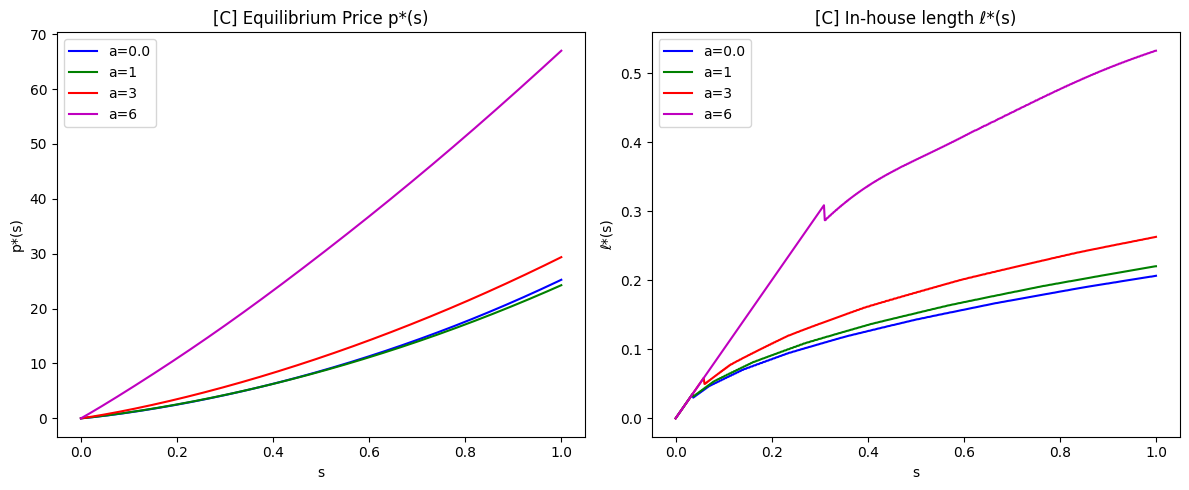 [C] Equilibrium Price p*(s)
a=0.0
a=1
a=3
a=6
p*(s)
70
60
50
40
30
20
10
0
0.0 0.2 0.4 0.6 0.8 1.0
s
[C] In-house length ℓ*(s)
a=0.0
a=1
a=3
a=6
ℓ*(s)
0.5
0.4
0.3
0.2
0.1
0.0
0.0 0.2 0.4 0.6 0.8 1.0
s